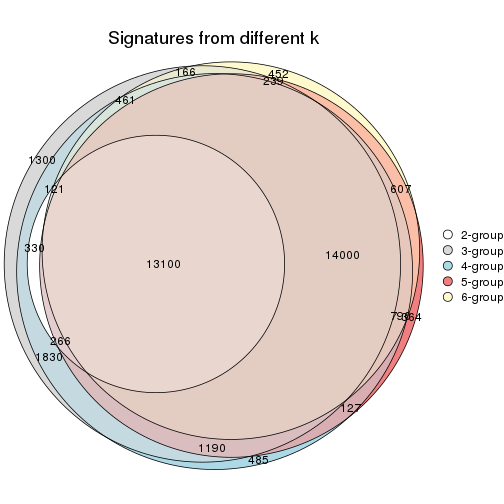 Signatures from different k
166
452
239
461
1300
121
607
330
13100
14000
364
266
1830
127
1190
485
2-group
3-group
4-group
5-group
6-group